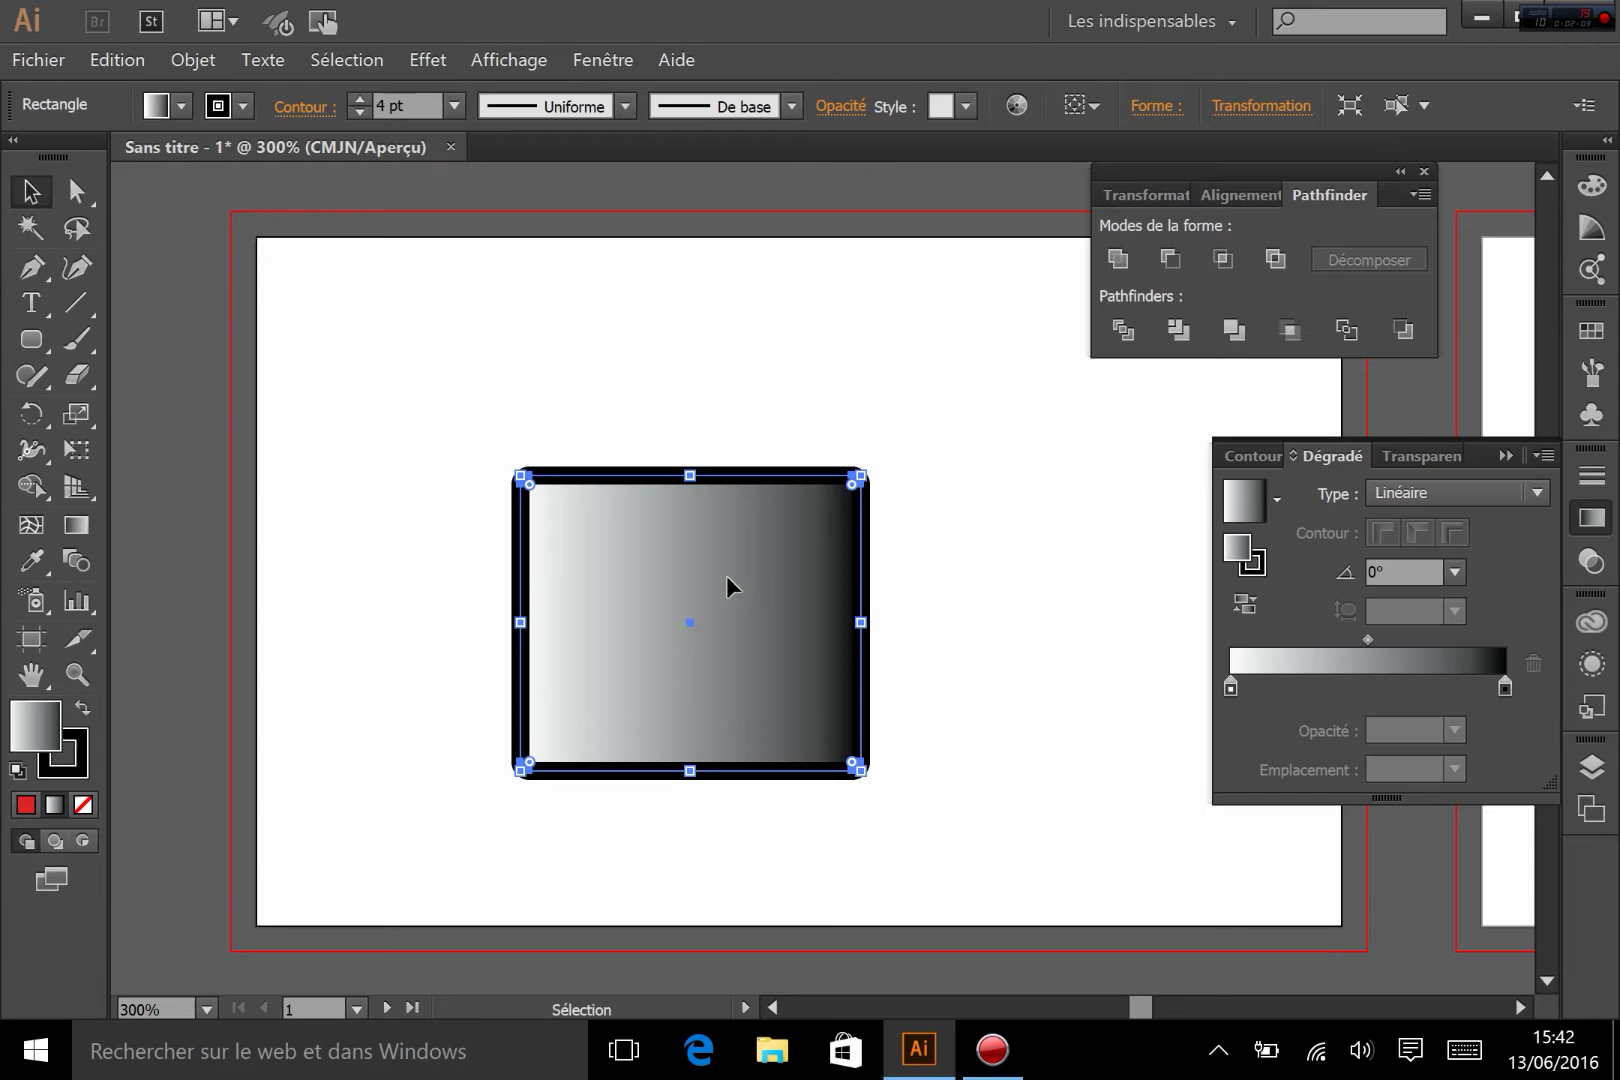 Ai Br St Les indispensables
Fichier Edition Objet Texte Sélection Effet Affichage Fenêtre Aide
Rectangle Contour : 4 pt Uniforme De base Opacité Style : Forme : Transformation
Sans titre - 1* @ 300% (CMJN/Aperçu) ×
Transformat Alignement Pathfinder
Modes de la forme :
Décomposer
Pathfinders :
Contour Dégradé Transparen
Type : Linéaire
Contour :
0°
Opacité :
Emplacement :
300% 1 Sélection
Rechercher sur le web et dans Windows
Ai
15:42
13/06/2016